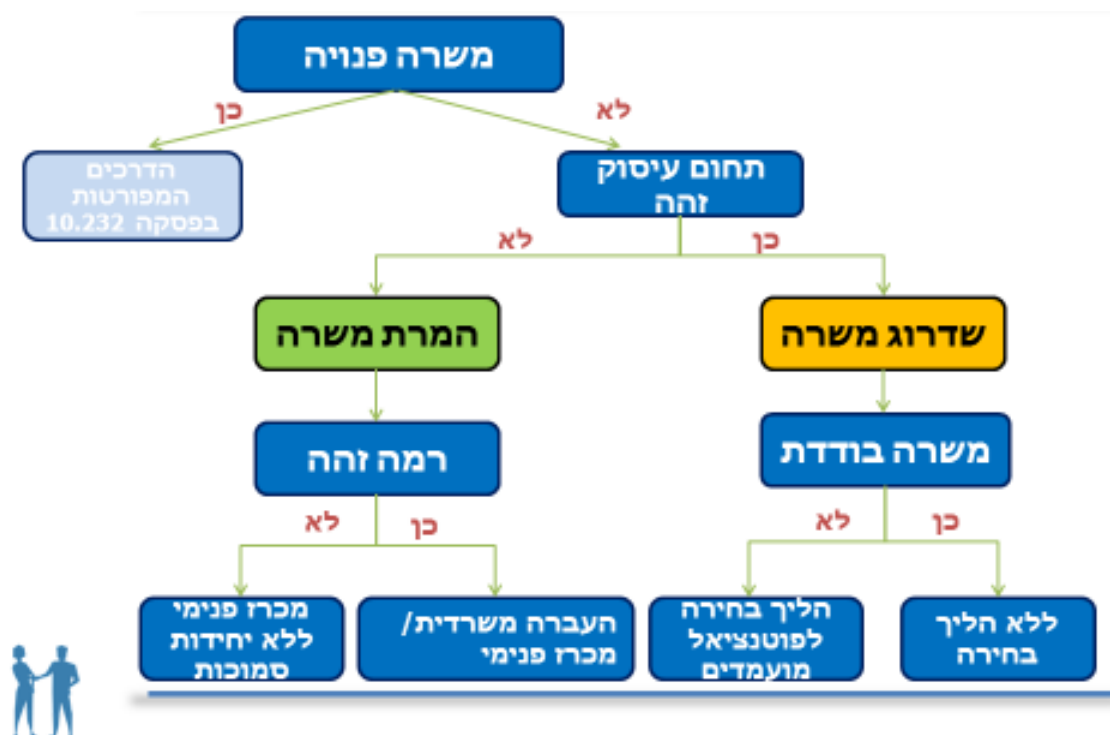 משרה פנויה
כן
לא
הדרכים
המפורטות
בפסקה 10.232
תחום עיסוק
זהה
כן
לא
שדרוג משרה
המרת משרה
משרה בודדת
רמה זהה
כן
לא
כן
לא
ללא הליך
בחירה
הליך בחירה
לפוטנציאל
מועמדים
העברה משרדית/
מכרז פנימי
מכרז פנימי
ללא יחידות
סמוכות